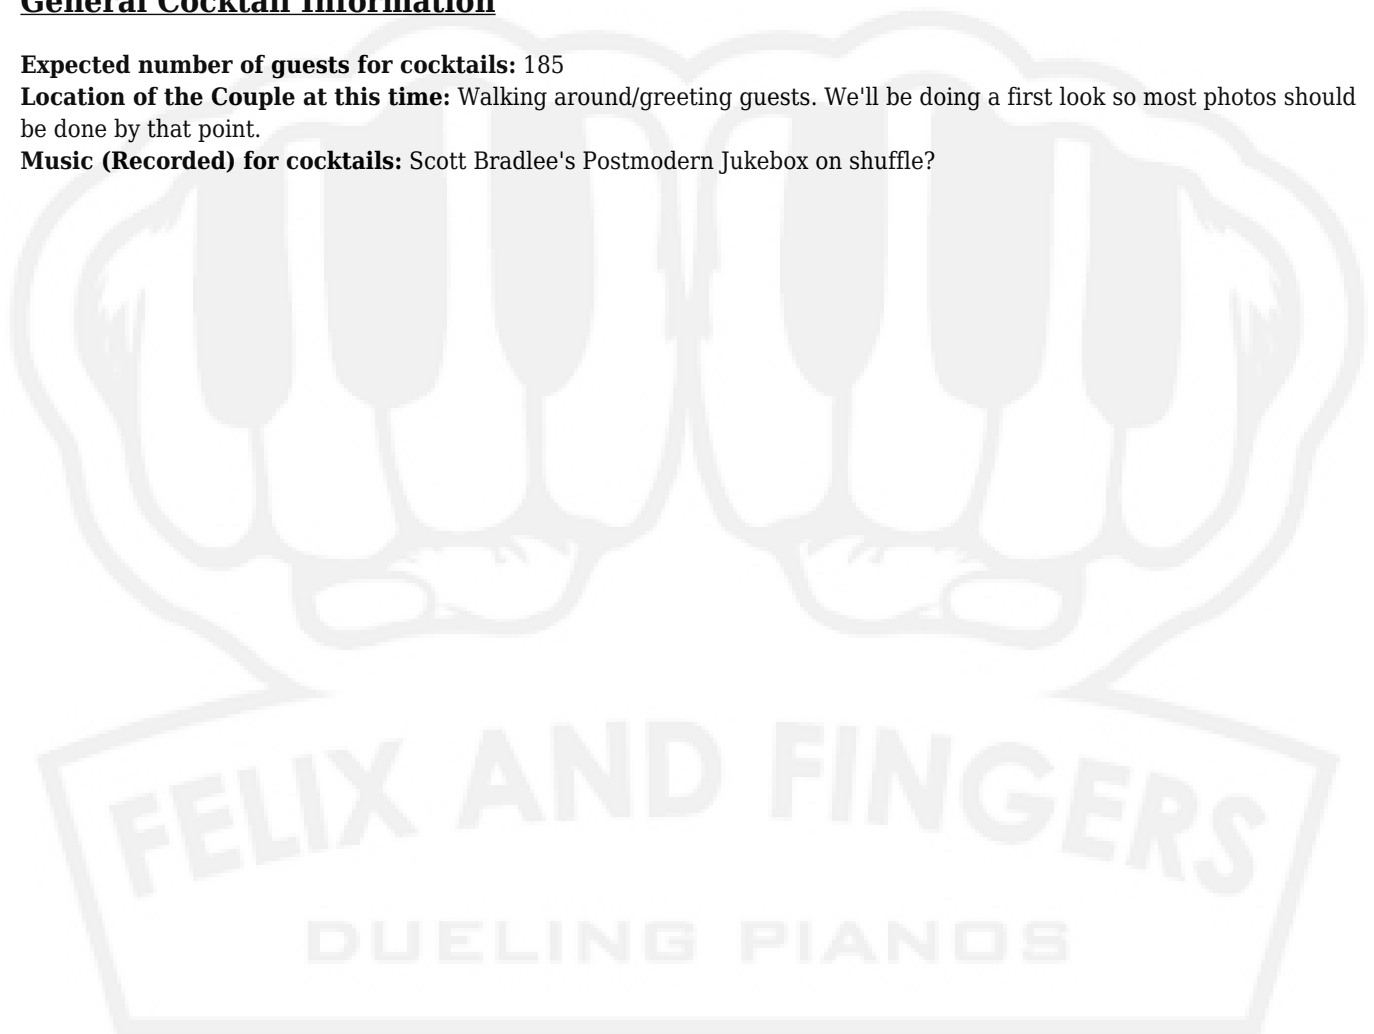 General Cocktail Information
Expected number of guests for cocktails: 185
Location of the Couple at this time: Walking around/greeting guests. We'll be doing a first look so most photos should
be done by that point.
Music (Recorded) for cocktails: Scott Bradlee's Postmodern Jukebox on shuffle?
FELIX AND FINGERS
DUELING PIANOS